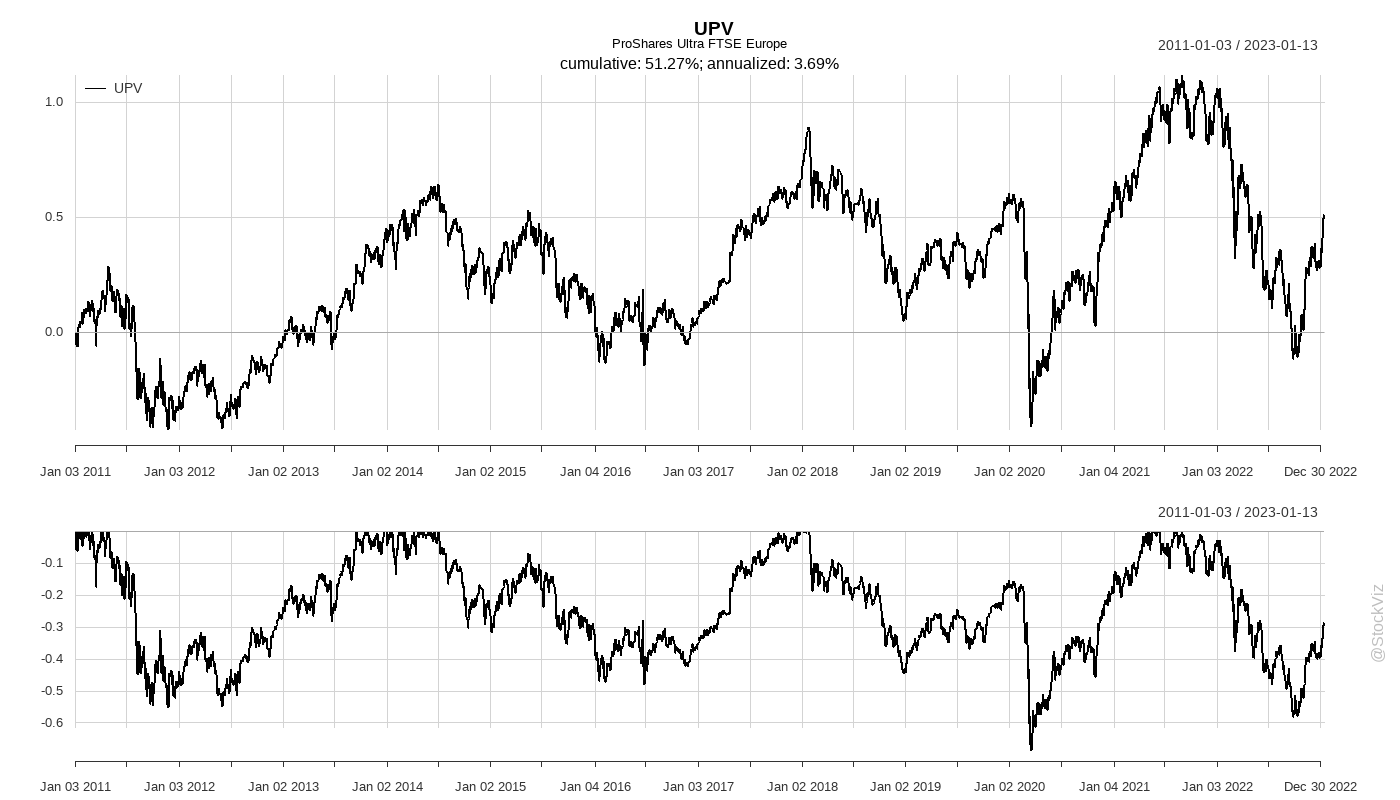 UPV
ProShares Ultra FTSE Europe
cumulative: 51.27%; annualized: 3.69%
2011-01-03 / 2023-01-13
UPV
1.0
0.5
0.0
Jan 03 2011 Jan 03 2012 Jan 02 2013 Jan 02 2014 Jan 02 2015 Jan 04 2016 Jan 03 2017 Jan 02 2018 Jan 02 2019 Jan 02 2020 Jan 04 2021 Jan 03 2022 Dec 30 2022
2011-01-03 / 2023-01-13
-0.1
-0.2
-0.3
-0.4
-0.5
-0.6
Jan 03 2011 Jan 03 2012 Jan 02 2013 Jan 02 2014 Jan 02 2015 Jan 04 2016 Jan 03 2017 Jan 02 2018 Jan 02 2019 Jan 02 2020 Jan 04 2021 Jan 03 2022 Dec 30 2022
@StockViz